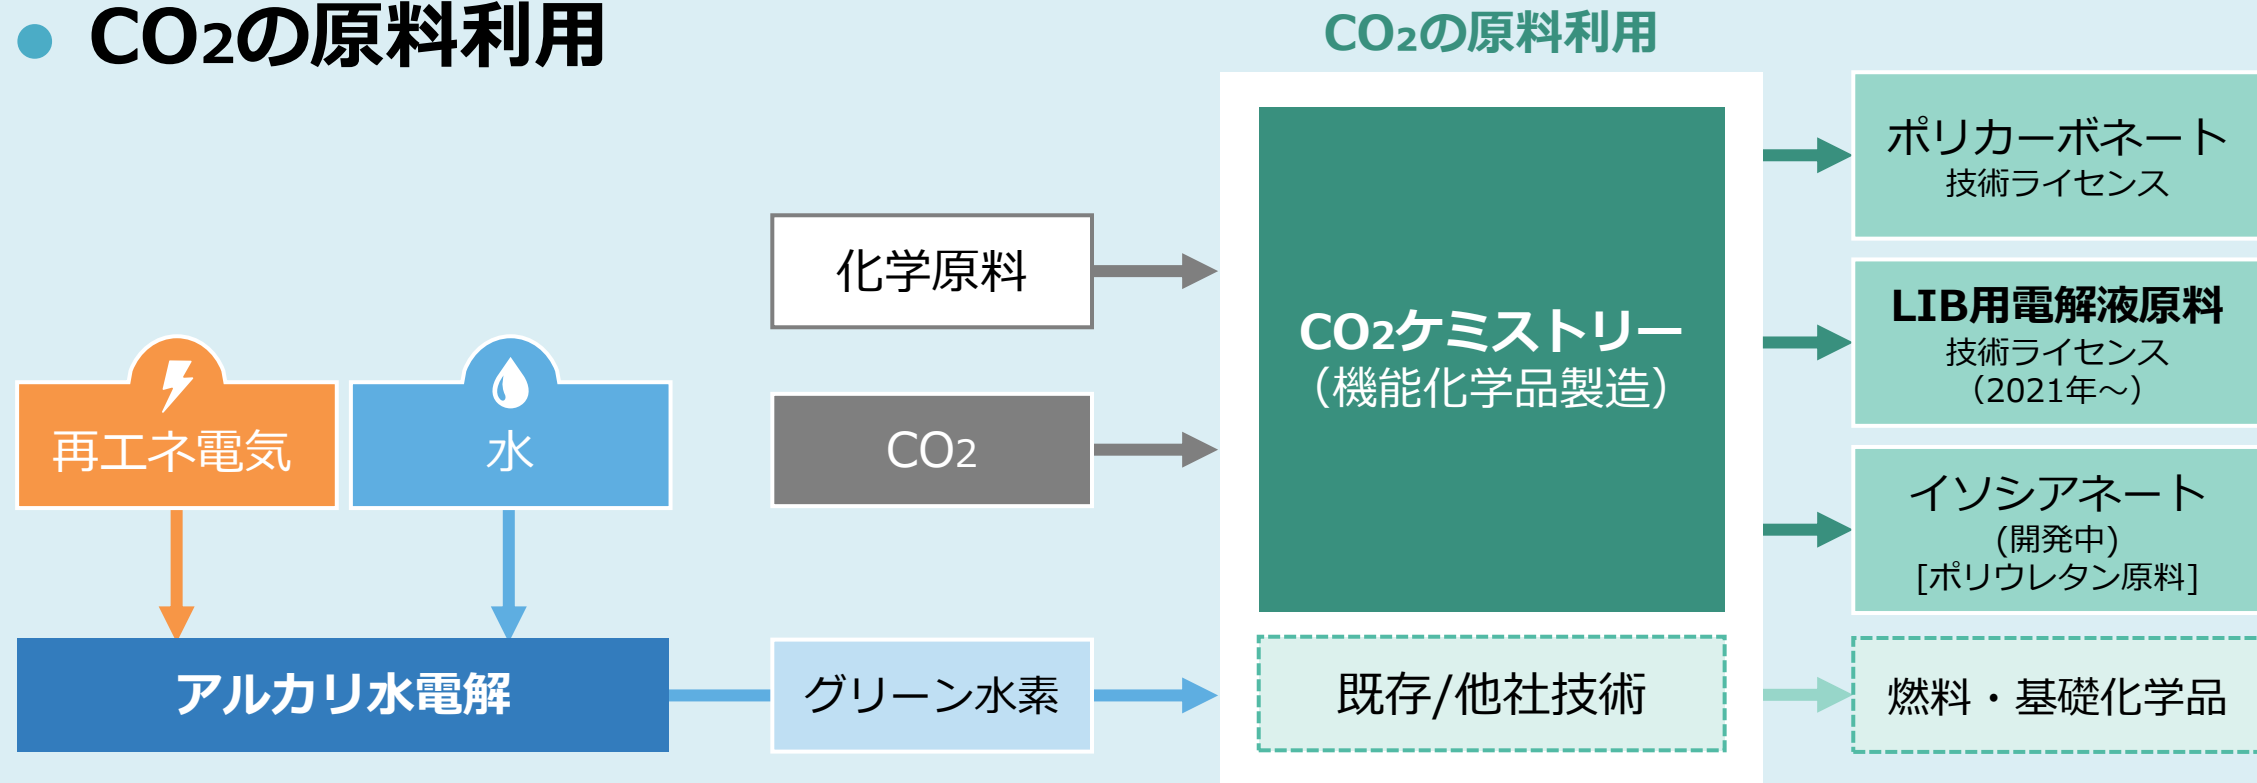 CO2の原料利用
CO2の原料利用
化学原料
CO2
再エネ電気
水
アルカリ水電解
グリーン水素
CO2ケミストリー
（機能化学品製造）
既存/他社技術
ポリカーボネート
技術ライセンス
LIB用電解液原料
技術ライセンス
（2021年～）
イソシアネート
(開発中)
[ポリウレタン原料]
燃料・基礎化学品